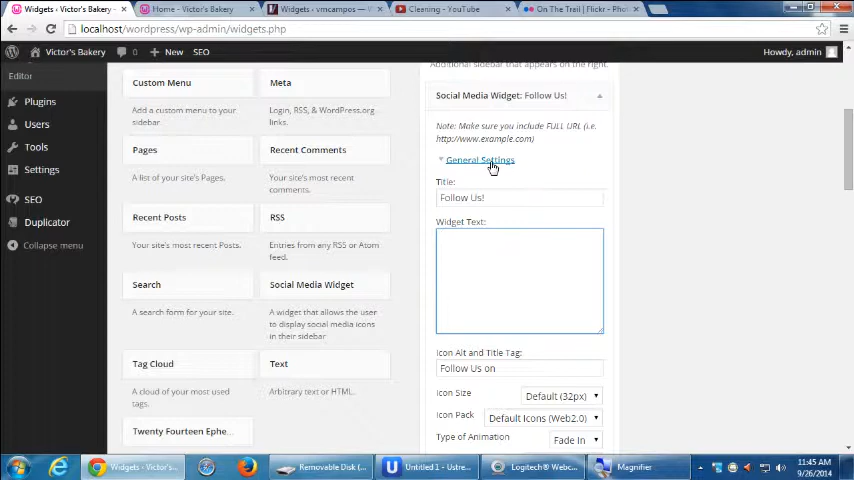 Widgets ‹ Victor's Bakery
Home - Victor's Bakery
Widgets ‹ vmcampos — W
Cleaning - YouTube
On The Trail | Flickr - Pho
localhost/wordpress/wp-admin/widgets.php
Victor's Bakery
0
New
SEO
Howdy, admin
Editor
Plugins
Users
Tools
Settings
SEO
Duplicator
Collapse menu
Custom Menu
Meta
Add a custom menu to your
sidebar.
Login, RSS, & WordPress.org
links.
Pages
Recent Comments
A list of your site's Pages.
Your site's most recent
comments.
Recent Posts
RSS
Your site's most recent Posts.
Entries from any RSS or Atom
feed.
Search
Social Media Widget
A search form for your site.
A widget that allows the user
to display social media icons
in their sidebar
Tag Cloud
Text
A cloud of your most used
tags.
Arbitrary text or HTML.
Twenty Fourteen Ephe...
Additional sidebar that appears on the right.
Social Media Widget: Follow Us!
Note: Make sure you include FULL URL (i.e.
http://www.example.com)
General Settings
Title:
Follow Us!
Widget Text:
Icon Alt and Title Tag:
Follow Us on
Icon Size
Default (32px)
Icon Pack
Default Icons (Web2.0)
Type of Animation
Fade In
Widgets ‹ Victor's...
Removable Disk (...
Untitled 1 - Ustre...
Logitech® Webc...
Magnifier
11:45 AM
9/26/2014